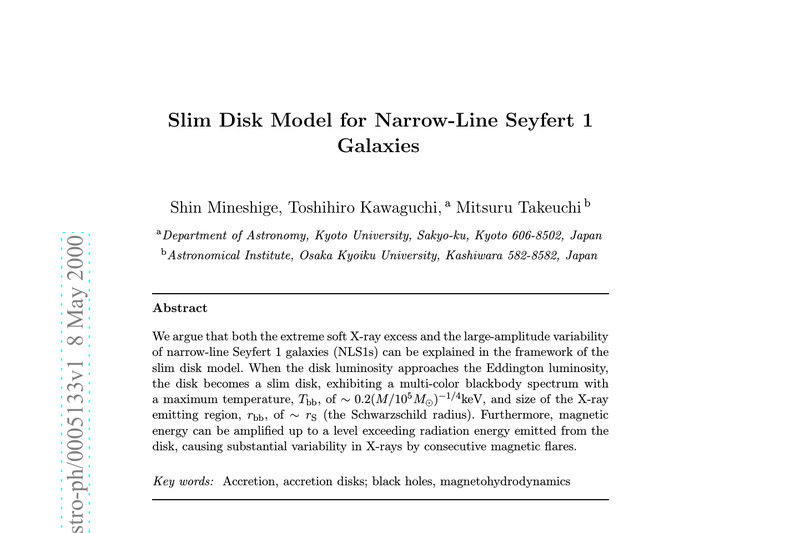 Slim Disk Model for Narrow-Line Seyfert 1
Galaxies
Shin Mineshige, Toshihiro Kawaguchi, ᵃ Mitsuru Takeuchi ᵇ
ᵃDepartment of Astronomy, Kyoto University, Sakyo-ku, Kyoto 606-8502, Japan
ᵇAstronomical Institute, Osaka Kyoiku University, Kashiwara 582-8582, Japan
Abstract
We argue that both the extreme soft X-ray excess and the large-amplitude variability
of narrow-line Seyfert 1 galaxies (NLS1s) can be explained in the framework of the
slim disk model. When the disk luminosity approaches the Eddington luminosity,
the disk becomes a slim disk, exhibiting a multi-color blackbody spectrum with
a maximum temperature, T_bb, of ∼ 0.2(M/10⁵M_⊙)^−1/4keV, and size of the X-ray
emitting region, r_bb, of ∼ r_S (the Schwarzschild radius). Furthermore, magnetic
energy can be amplified up to a level exceeding radiation energy emitted from the
disk, causing substantial variability in X-rays by consecutive magnetic flares.
Key words: Accretion, accretion disks; black holes, magnetohydrodynamics
stro-ph/0005133v1 8 May 2000